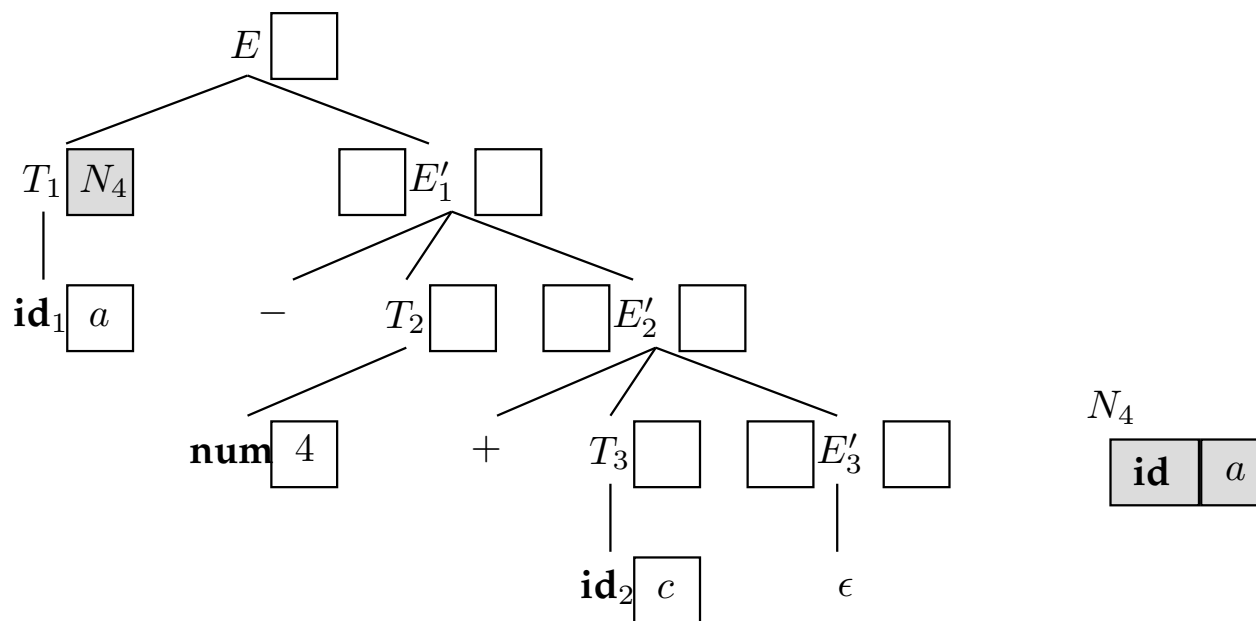 E
T₁ N₄ E′₁
id₁ a − T₂ E′₂
N₄
num 4 + T₃ E′₃ id a
id₂ c ϵ